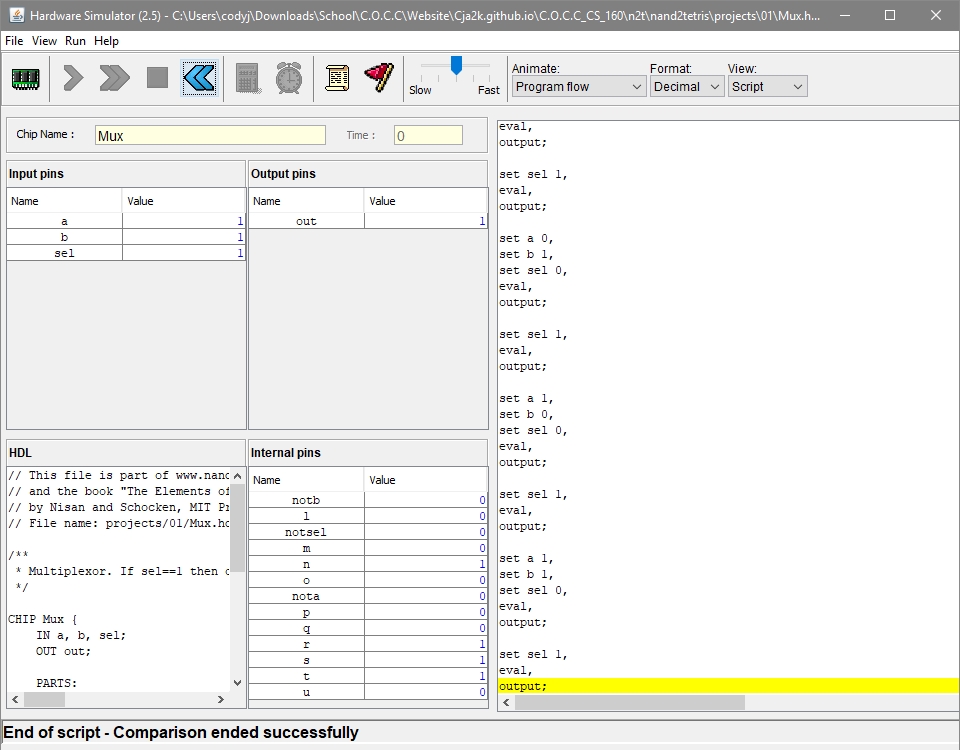 Hardware Simulator (2.5) - C:\Users\codyj\Downloads\School\C.O.C.C\Website\Cja2k.github.io\C.O.C.C_CS_160\n2t\nand2tetris\projects\01\Mux.h...
File View Run Help
Slow Fast
Animate:
Program flow
Format:
Decimal
View:
Script
Chip Name :
Mux
Time :
0
Input pins
Name Value
a 1
b 1
sel 1
Output pins
Name Value
out 1
HDL
// This file is part of www.nand
// and the book "The Elements of
// by Nisan and Schocken, MIT Pr
// File name: projects/01/Mux.hd
/**
* Multiplexor. If sel==1 then o
*/
CHIP Mux {
IN a, b, sel;
OUT out;
PARTS:
Internal pins
Name Value
notb 0
l 0
notsel 0
m 0
n 1
o 0
nota 0
p 0
q 0
r 1
s 1
t 1
u 0
eval,
output;
set sel 1,
eval,
output;
set a 0,
set b 1,
set sel 0,
eval,
output;
set sel 1,
eval,
output;
set a 1,
set b 0,
set sel 0,
eval,
output;
set sel 1,
eval,
output;
set a 1,
set b 1,
set sel 0,
eval,
output;
set sel 1,
eval,
output;
End of script - Comparison ended successfully